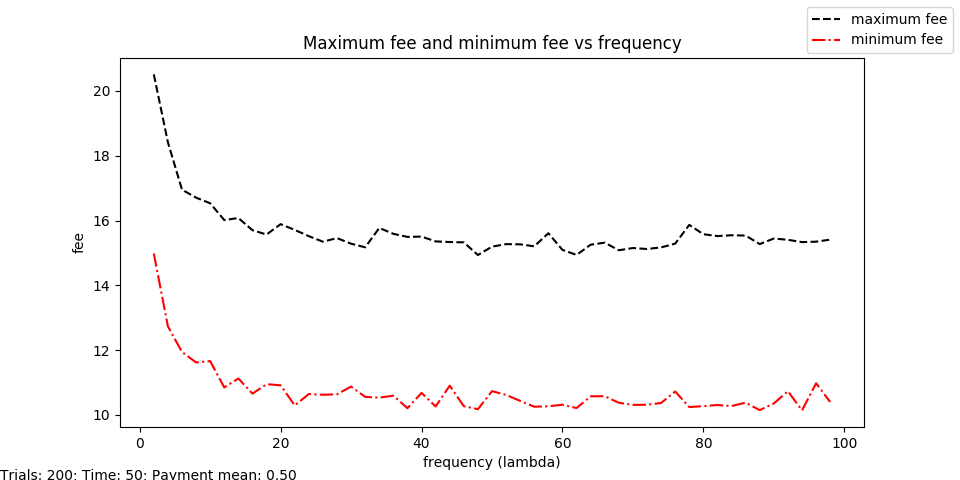 maximum fee
minimum fee
Maximum fee and minimum fee vs frequency
fee
20
18
16
14
12
10
0 20 40 60 80 100
frequency (lambda)
Trials: 200; Time: 50; Payment mean: 0.50